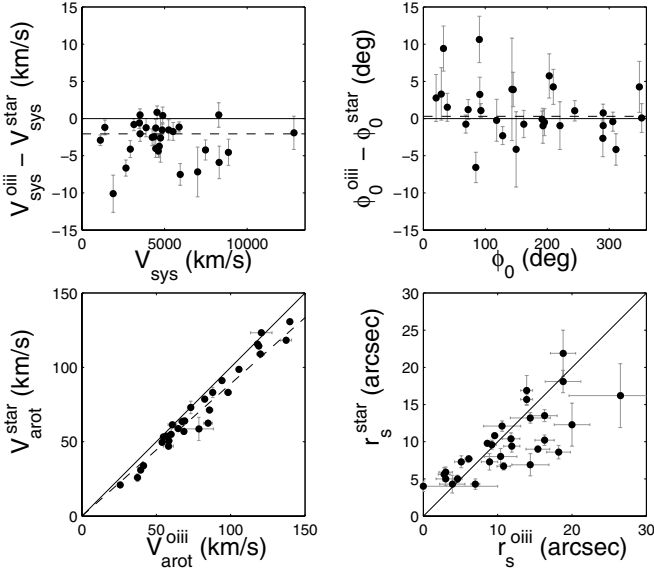 15
10
5
0
−5
−10
−15
0 5000 10000
V_sys^oiii − V_sys^star (km/s)
V_sys (km/s)
15
10
5
0
−5
−10
−15
0 100 200 300
ϕ_0^oiii − ϕ_0^star (deg)
ϕ_0 (deg)
150
100
50
0
0 50 100 150
V_arot^star (km/s)
V_arot^oiii (km/s)
30
25
20
15
10
5
0
0 10 20 30
r_s^star (arcsec)
r_s^oiii (arcsec)